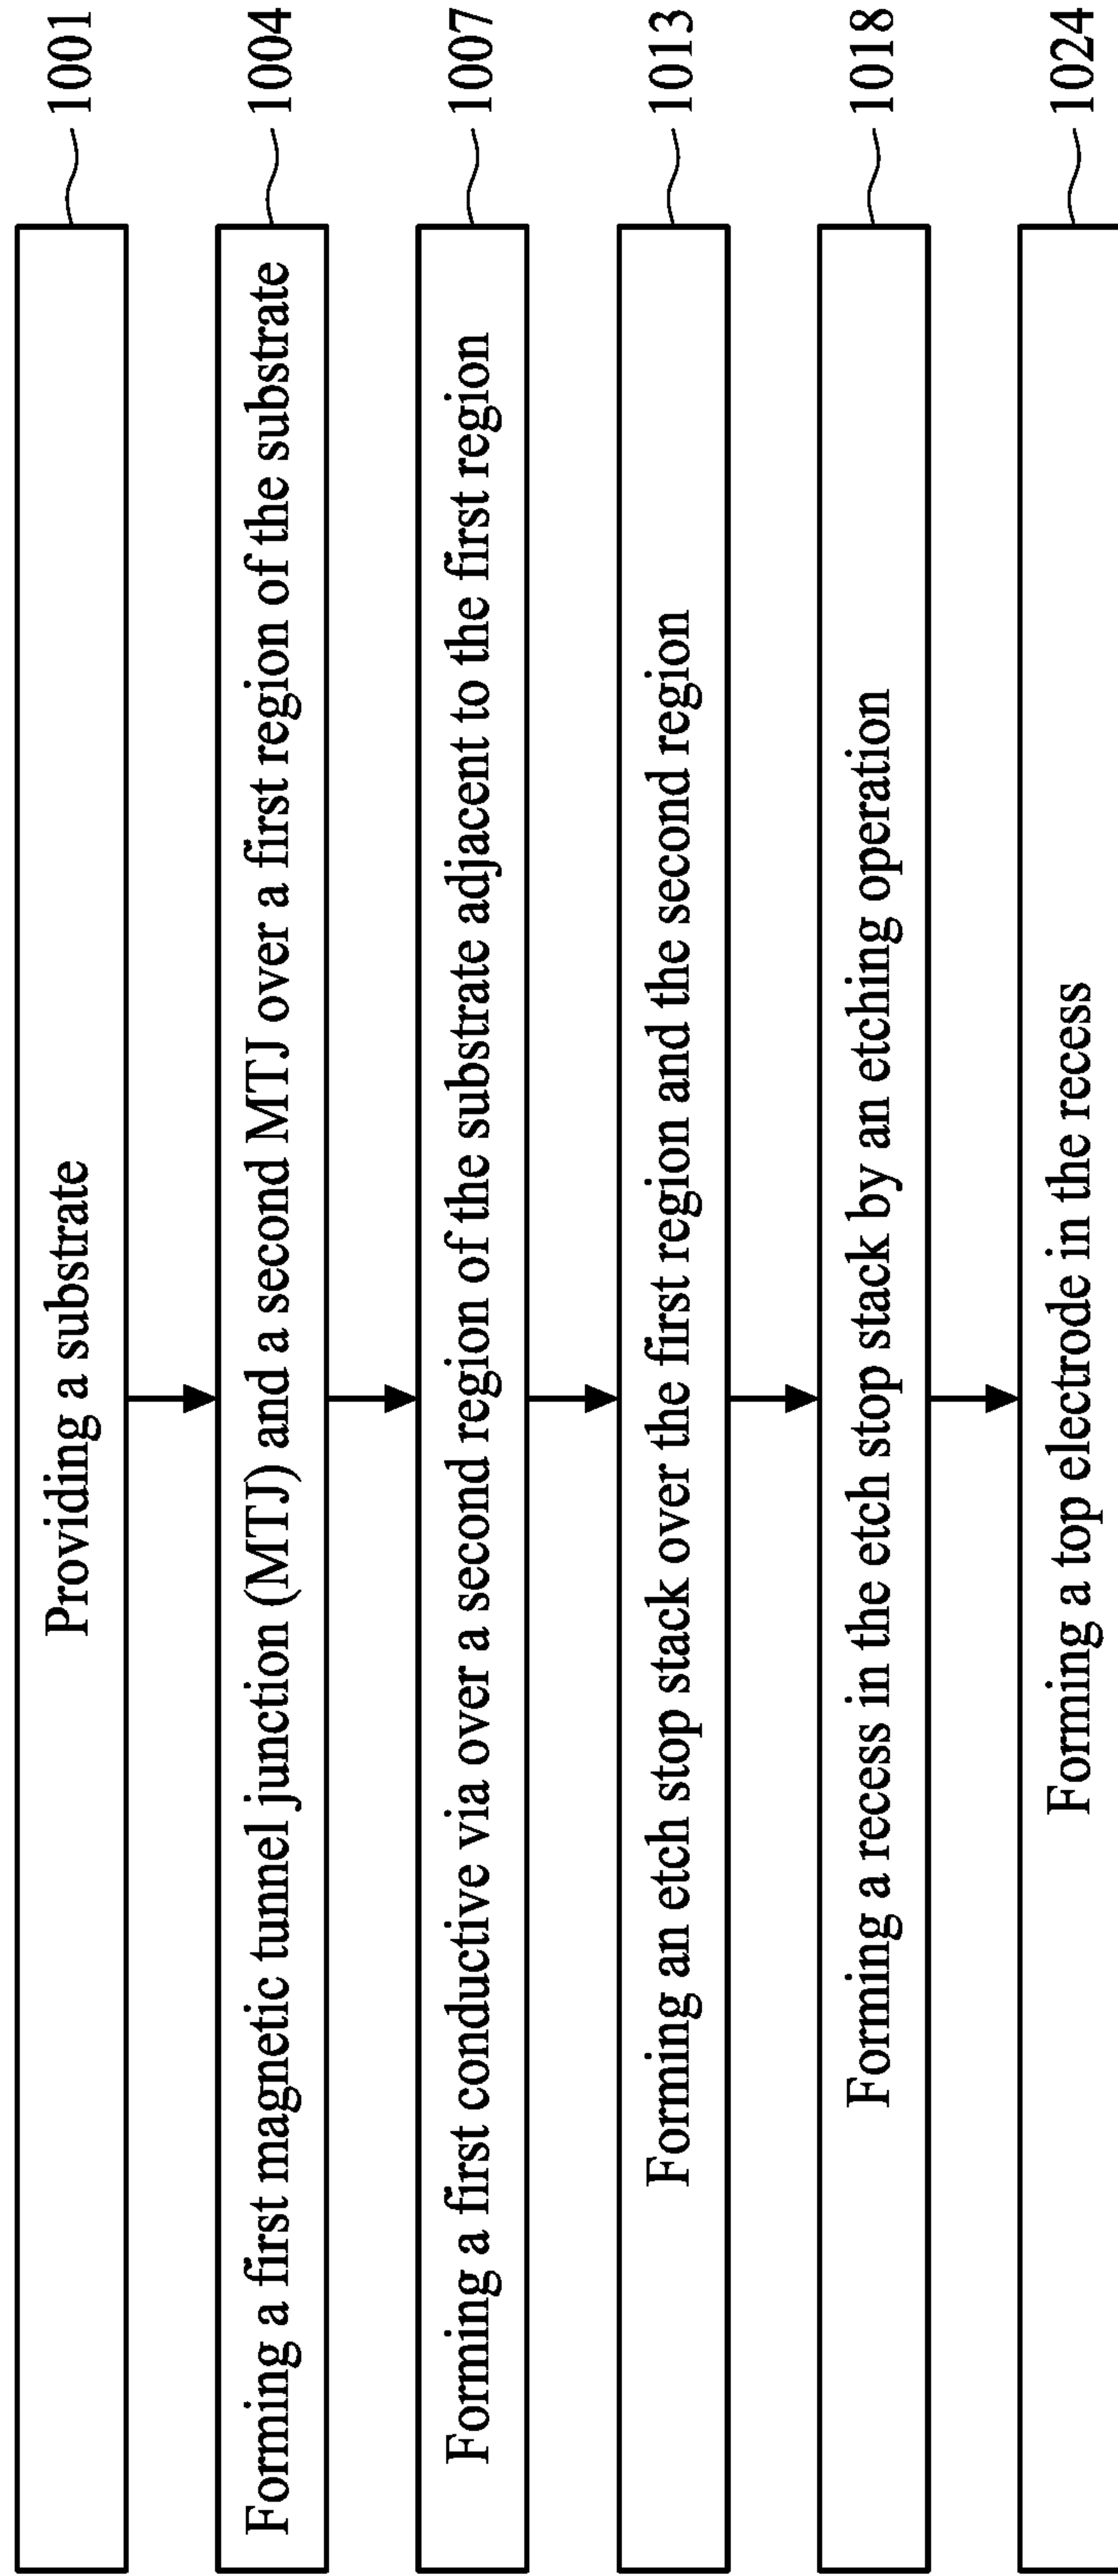 Providing a substrate 1001
Forming a first magnetic tunnel junction (MTJ) and a second MTJ over a first region of the substrate 1004
Forming a first conductive via over a second region of the substrate adjacent to the first region 1007
Forming an etch stop stack over the first region and the second region 1013
Forming a recess in the etch stop stack by an etching operation 1018
Forming a top electrode in the recess 1024